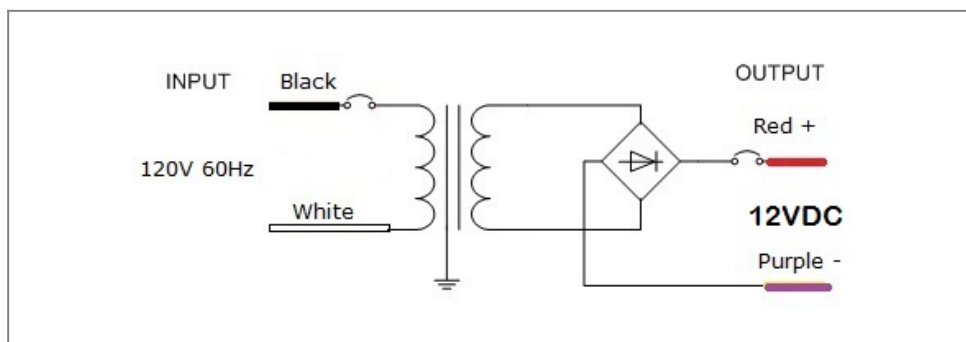 INPUT
Black
120V 60Hz
White
OUTPUT
Red +
12VDC
Purple -